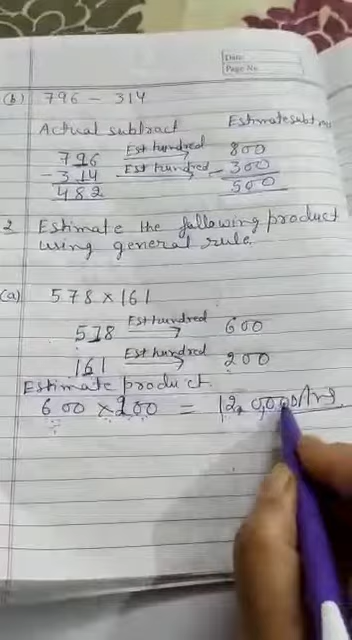 Date:
Page No.
(b) 796 - 314
Actual subtract Estimate subtract
796 Est hundred 800
- 314 Est hundred - 300
482 500
2 Estimate the following product
using general rule.
(a) 578 × 161
578 Est hundred 600
161 Est hundred 200
Estimate product.
600 × 200 =